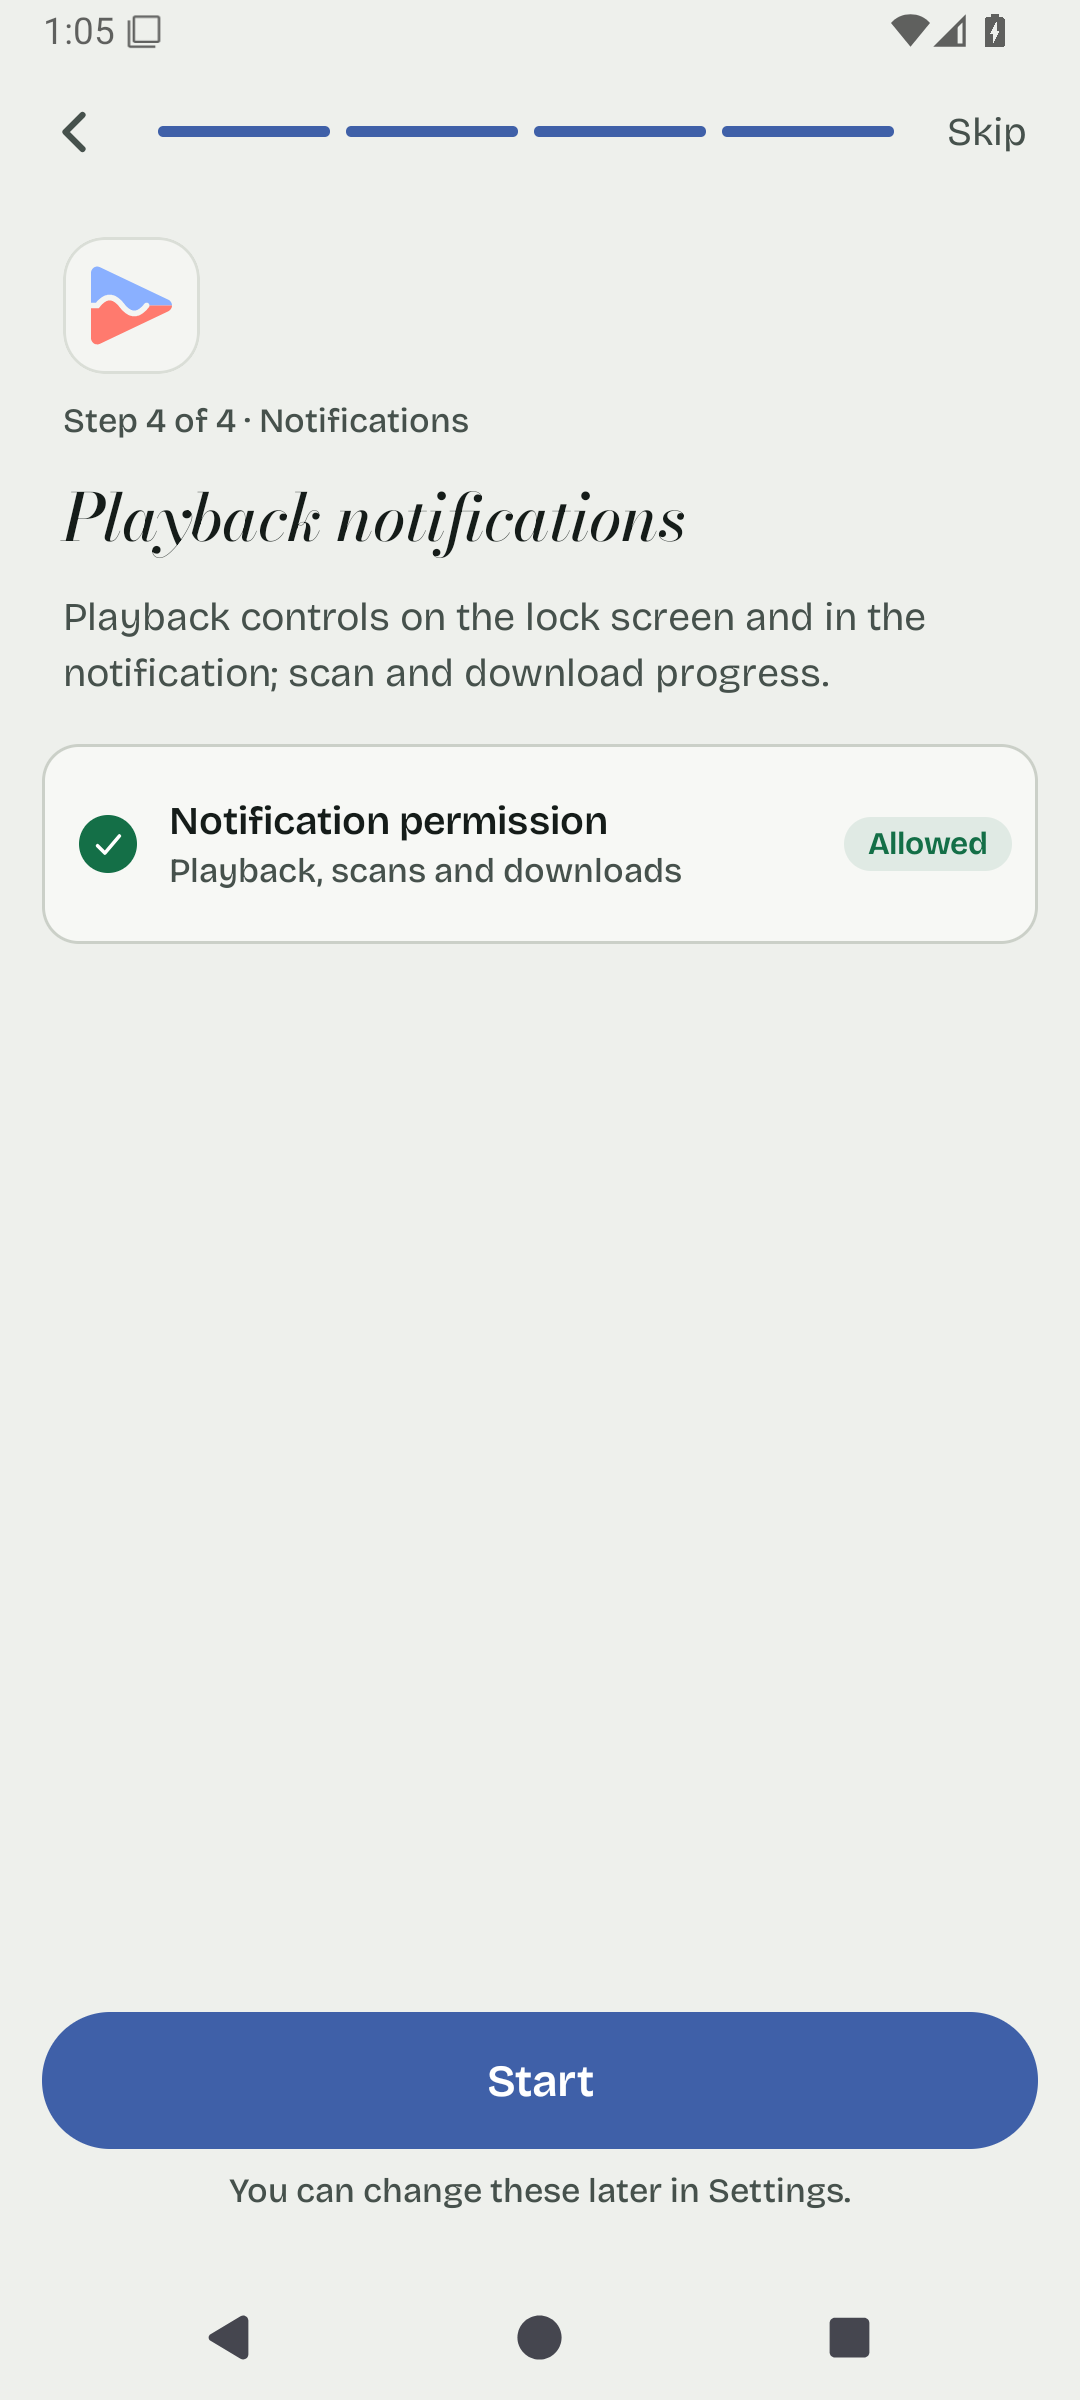 1:05
Skip
Step 4 of 4 · Notifications
Playback notifications
Playback controls on the lock screen and in the
notification; scan and download progress.
Notification permission
Playback, scans and downloads
Allowed
Start
You can change these later in Settings.